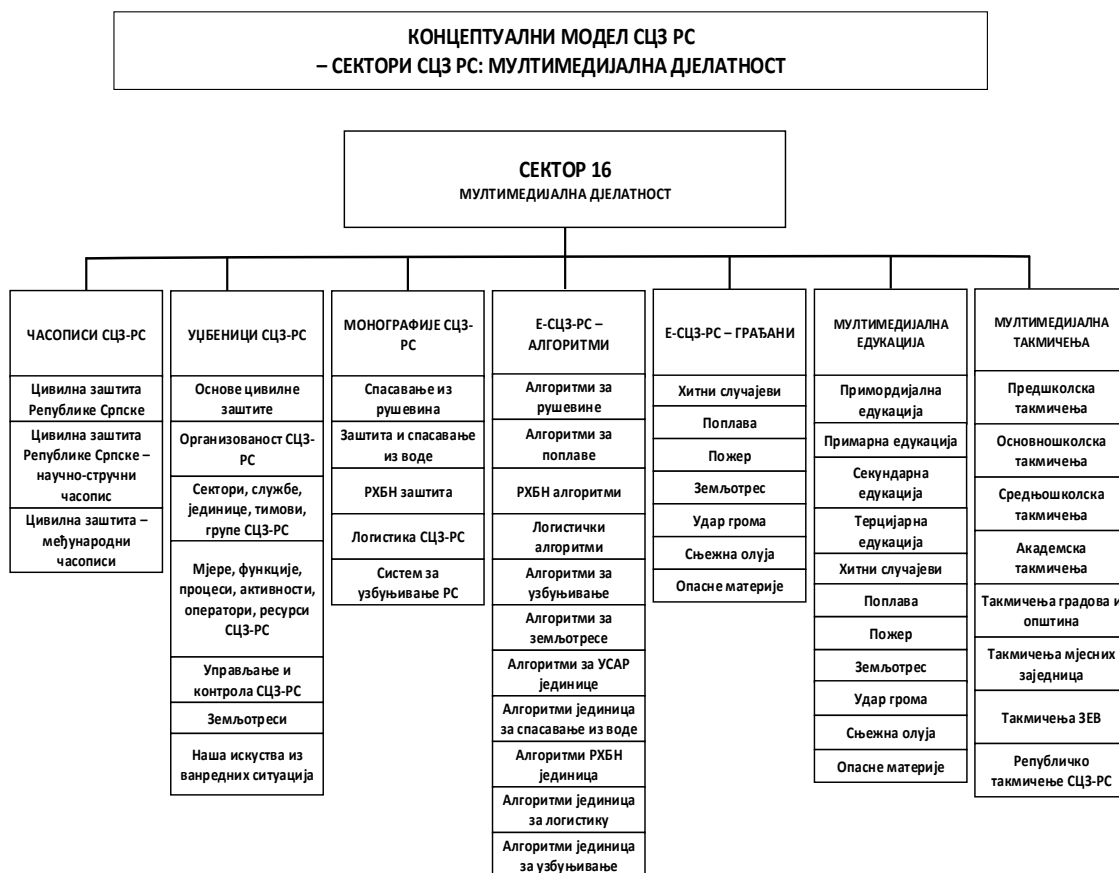 КОНЦЕПТУАЛНИ МОДЕЛ СЦЗ РС
– СЕКТОРИ СЦЗ РС: МУЛТИМЕДИЈАЛНА ДЈЕЛАТНОСТ
СЕКТОР 16
МУЛТИМЕДИЈАЛНА ДЈЕЛАТНОСТ
ЧАСОПИСИ СЦЗ-РС
Цивилна заштита
Републике Српске
Цивилна заштита
Републике Српске –
научно-стручни
часопис
Цивилна заштита –
међународни
часописи
УЏБЕНИЦИ СЦЗ-РС
Основе цивилне
заштите
Организованост СЦЗ-
РС
Сектори, службе,
јединице, тимови,
групе СЦЗ-РС
Мјере, функције,
процеси, активности,
оператори, ресурси
СЦЗ-РС
Управљање и
контрола СЦЗ-РС
Земљотреси
Наша искуства из
ванредних ситуација
МОНОГРАФИЈЕ СЦЗ-
РС
Спасавање из
рушевина
Заштита и спасавање
из воде
РХБН заштита
Логистика СЦЗ-РС
Систем за
узбуњивање РС
Е-СЦЗ-РС –
АЛГОРИТМИ
Алгоритми за
рушевине
Алгоритми за
поплаве
РХБН алгоритми
Логистички
алгоритми
Алгоритми за
узбуњивање
Алгоритми за
земљотресе
Алгоритми за УСАР
јединице
Алгоритми јединица
за спасавање из воде
Алгоритми РХБН
јединица
Алгоритми јединица
за логистику
Алгоритми јединица
за узбуњивање
Е-СЦЗ-РС – ГРАЂАНИ
Хитни случајеви
Поплава
Пожер
Земљотрес
Удар грома
Сњежна олуја
Опасне материје
МУЛТИМЕДИЈАЛНА
ЕДУКАЦИЈА
Примордијална
едукација
Примарна едукација
Секундарна
едукација
Терцијарна
едукација
Хитни случајеви
Поплава
Пожер
Земљотрес
Удар грома
Сњежна олуја
Опасне материје
МУЛТИМЕДИЈАЛНА
ТАКМИЧЕЊА
Предшколска
такмичења
Основношколска
такмичења
Средњошколска
такмичења
Академска
такмичења
Такмичења градова и
општина
Такмичења мјесних
заједница
Такмичења ЗЕВ
Републичко
такмичење СЦЗ-РС